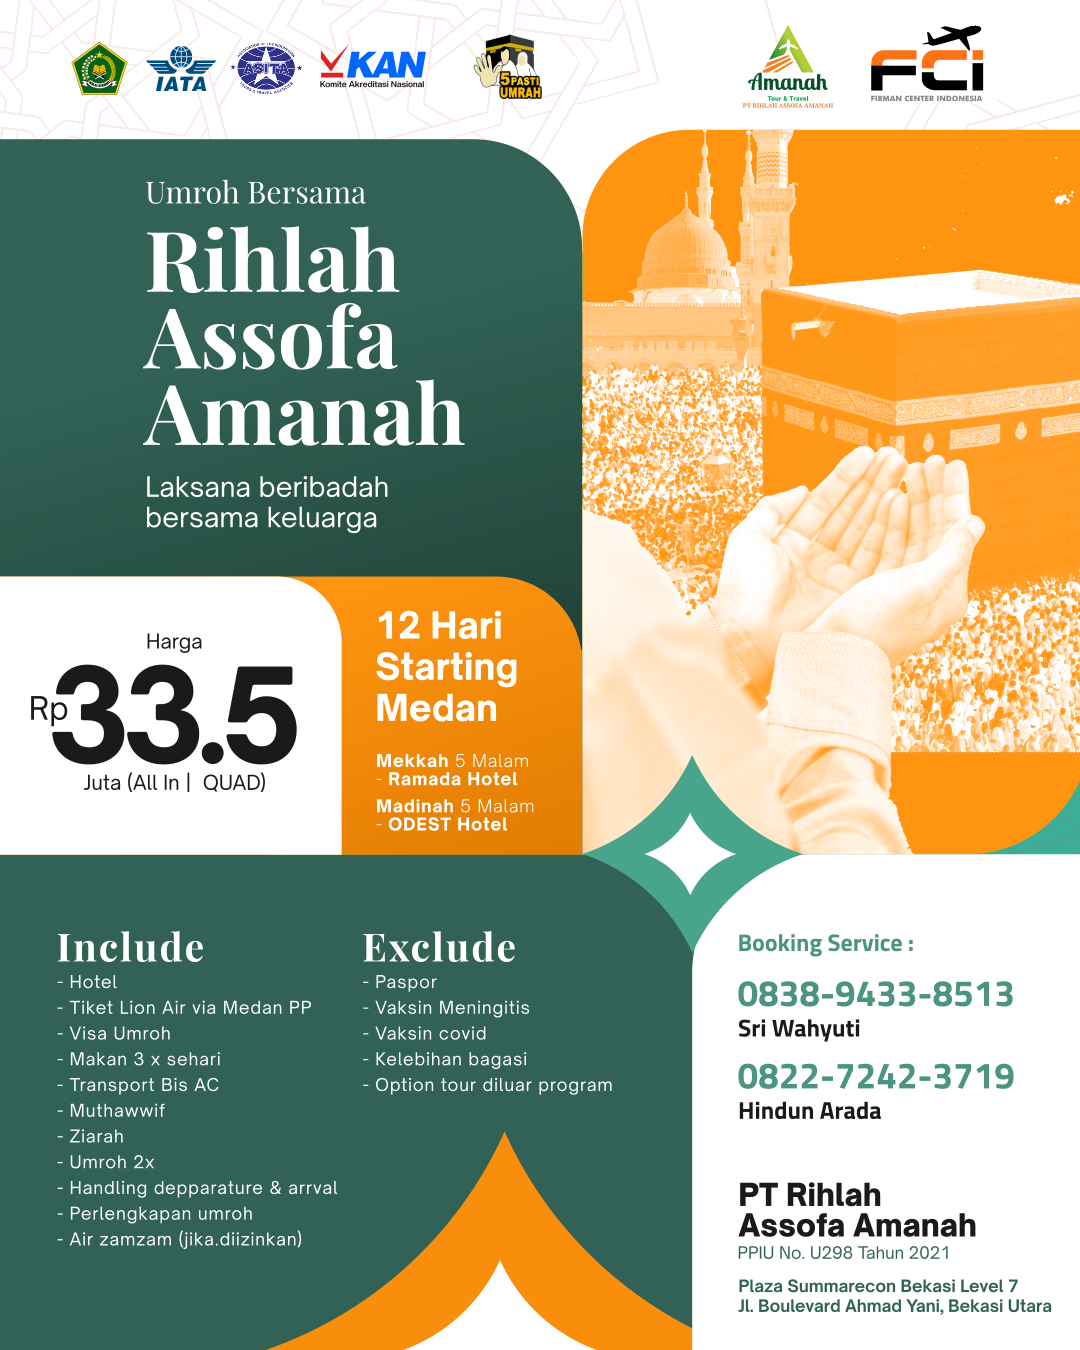 IATA
ASITA
KAN
Komite Akreditasi Nasional
5 PASTI
UMRAH
Amanah
Tour & Travel
PT RIHLAH ASSOFA AMANAH
FCi
FIRMAN CENTER INDONESIA
Umroh Bersama
Rihlah
Assofa
Amanah
Laksana beribadah
bersama keluarga
Harga
Rp 33.5
Juta (All In | QUAD)
12 Hari
Starting
Medan
Mekkah 5 Malam
- Ramada Hotel
Madinah 5 Malam
- ODEST Hotel
Include
- Hotel
- Tiket Lion Air via Medan PP
- Visa Umroh
- Makan 3 x sehari
- Transport Bis AC
- Muthawwif
- Ziarah
- Umroh 2x
- Handling depparature & arrval
- Perlengkapan umroh
- Air zamzam (jika.diizinkan)
Exclude
- Paspor
- Vaksin Meningitis
- Vaksin covid
- Kelebihan bagasi
- Option tour diluar program
Booking Service :
0838-9433-8513
Sri Wahyuti
0822-7242-3719
Hindun Arada
PT Rihlah
Assofa Amanah
PPIU No. U298 Tahun 2021
Plaza Summarecon Bekasi Level 7
Jl. Boulevard Ahmad Yani, Bekasi Utara